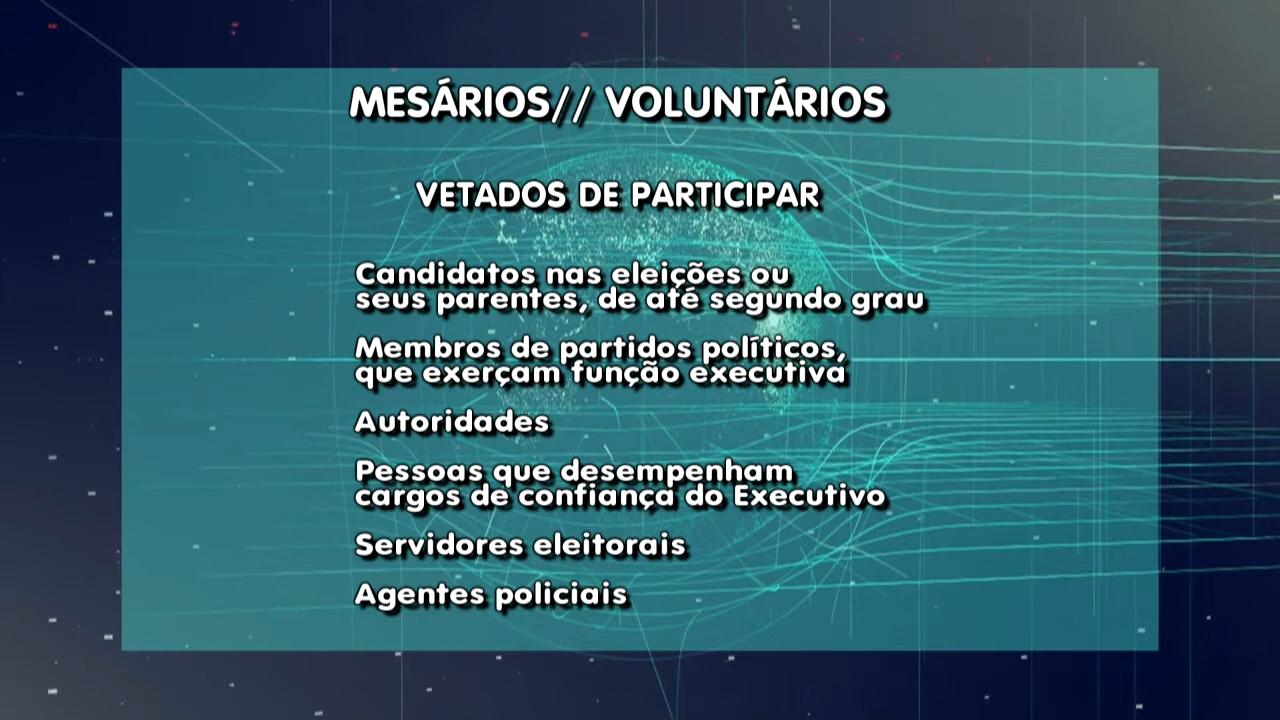 MESÁRIOS// VOLUNTÁRIOS
VETADOS DE PARTICIPAR
Candidatos nas eleições ou
seus parentes, de até segundo grau
Membros de partidos políticos,
que exerçam função executiva
Autoridades
Pessoas que desempenham
cargos de confiança do Executivo
Servidores eleitorais
Agentes policiais